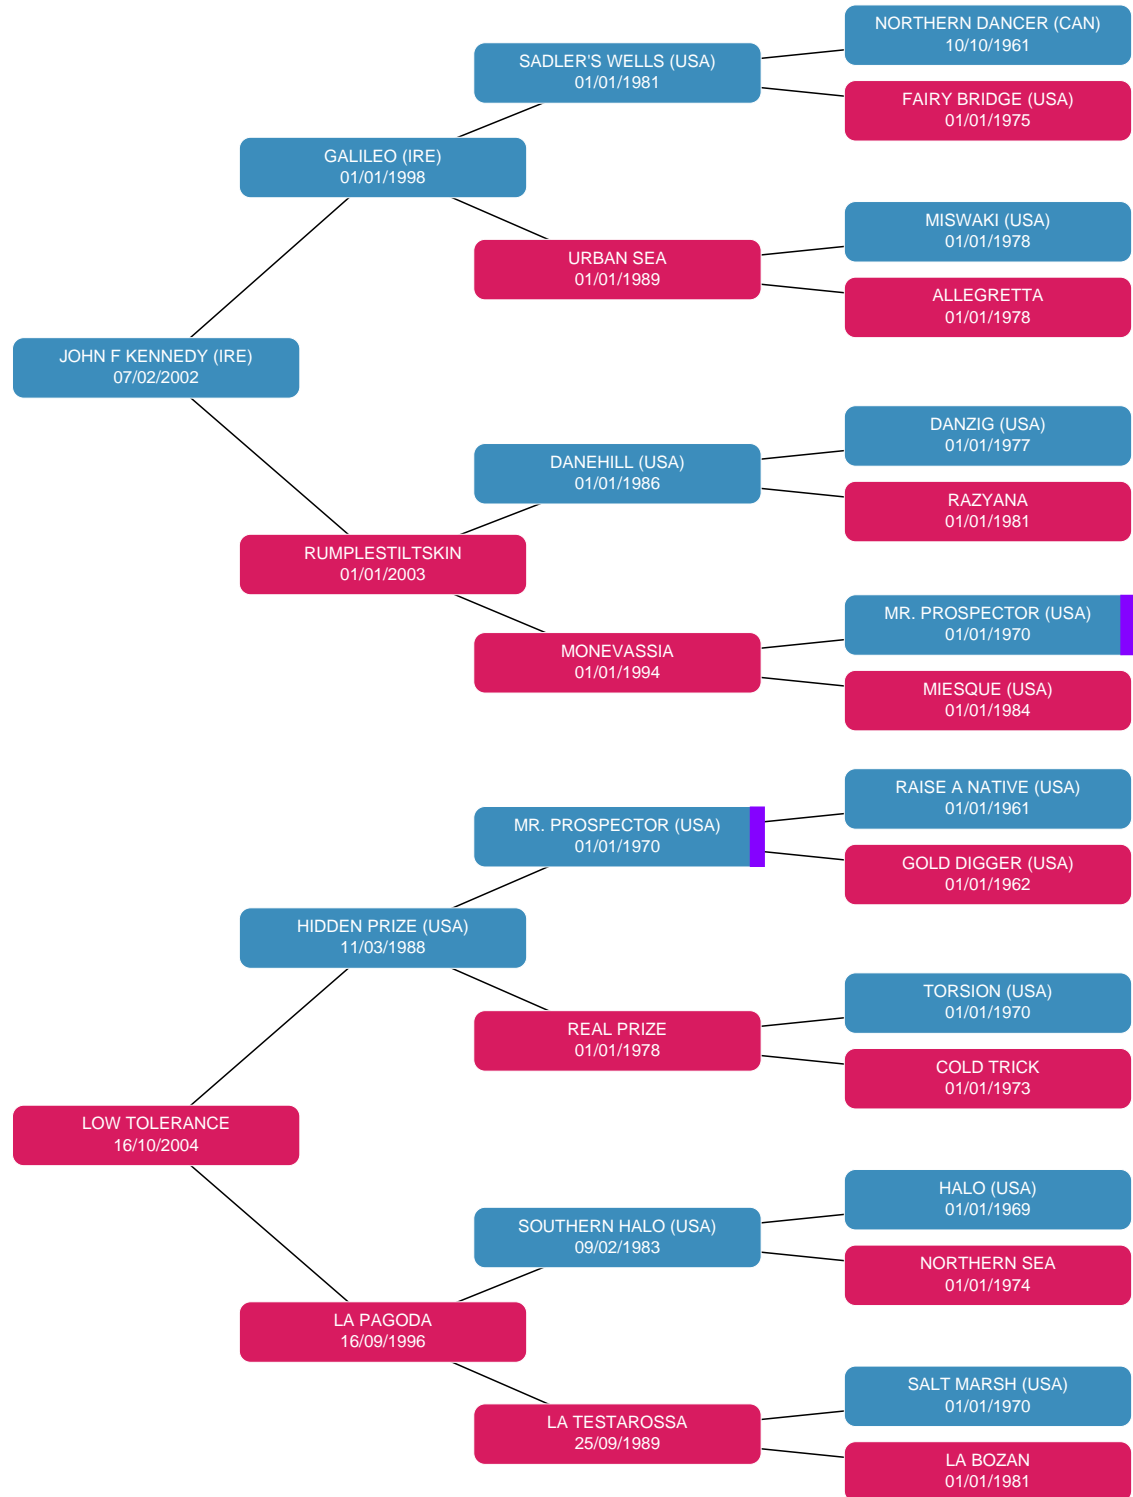 NORTHERN DANCER (CAN)
10/10/1961
SADLER'S WELLS (USA)
01/01/1981
FAIRY BRIDGE (USA)
01/01/1975
GALILEO (IRE)
01/01/1998
MISWAKI (USA)
01/01/1978
URBAN SEA
01/01/1989
ALLEGRETTA
01/01/1978
JOHN F KENNEDY (IRE)
07/02/2002
DANZIG (USA)
01/01/1977
DANEHILL (USA)
01/01/1986
RAZYANA
01/01/1981
RUMPLESTILTSKIN
01/01/2003
MR. PROSPECTOR (USA)
01/01/1970
MONEVASSIA
01/01/1994
MIESQUE (USA)
01/01/1984
RAISE A NATIVE (USA)
01/01/1961
MR. PROSPECTOR (USA)
01/01/1970
GOLD DIGGER (USA)
01/01/1962
HIDDEN PRIZE (USA)
11/03/1988
TORSION (USA)
01/01/1970
REAL PRIZE
01/01/1978
COLD TRICK
01/01/1973
LOW TOLERANCE
16/10/2004
HALO (USA)
01/01/1969
SOUTHERN HALO (USA)
09/02/1983
NORTHERN SEA
01/01/1974
LA PAGODA
16/09/1996
SALT MARSH (USA)
01/01/1970
LA TESTAROSSA
25/09/1989
LA BOZAN
01/01/1981